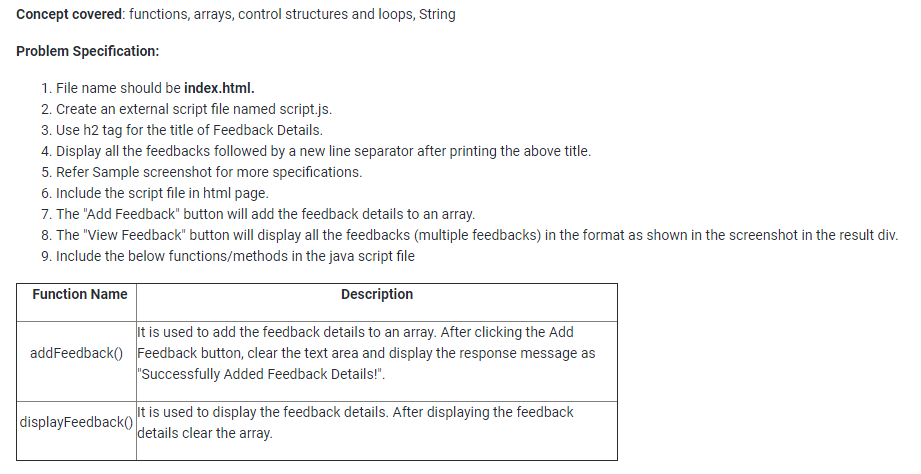 Concept covered: functions, arrays, control structures and loops, String
Problem Specification:
1. File name should be index.html.
2. Create an external script file named script.js.
3. Use h2 tag for the title of Feedback Details.
4. Display all the feedbacks followed by a new line separator after printing the above title.
5. Refer Sample screenshot for more specifications.
6. Include the script file in html page.
7. The "Add Feedback" button will add the feedback details to an array.
8. The "View Feedback" button will display all the feedbacks (multiple feedbacks) in the format as shown in the screenshot in the result div.
9. Include the below functions/methods in the java script file
Function Name Description
addFeedback() It is used to add the feedback details to an array. After clicking the Add
Feedback button, clear the text area and display the response message as
"Successfully Added Feedback Details!".
displayFeedback() It is used to display the feedback details. After displaying the feedback
details clear the array.